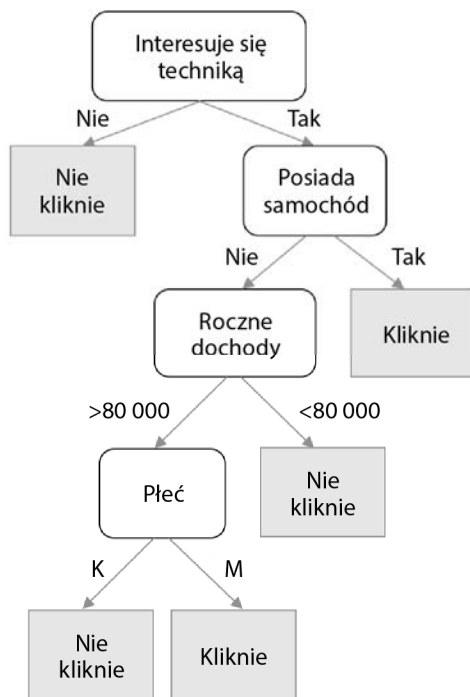 Interesuje się
techniką
Nie
Tak
Nie
kliknie
Posiada
samochód
Nie
Tak
Roczne
dochody
Kliknie
>80 000
<80 000
Płeć
Nie
kliknie
K
M
Nie
kliknie
Kliknie